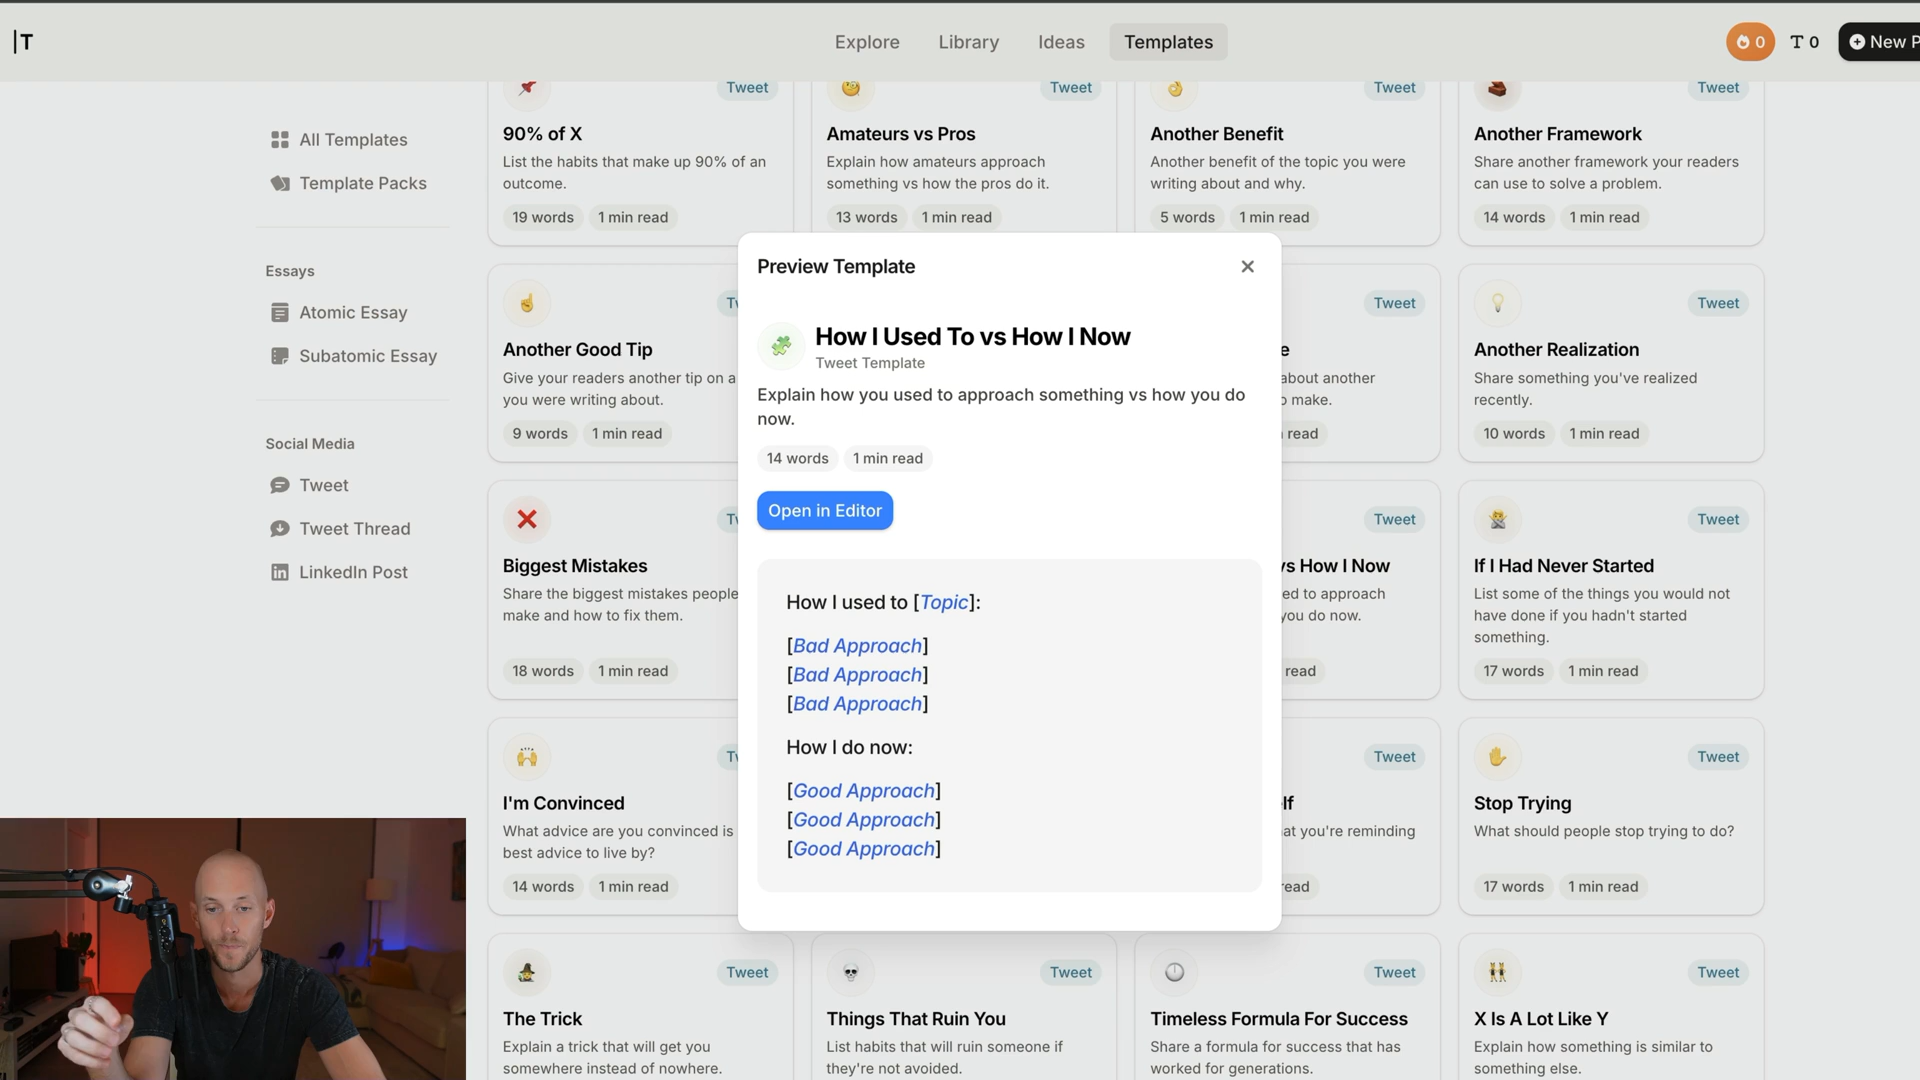 |T
Explore
Library
Ideas
Templates
0
T 0
New P
All Templates
Template Packs
Essays
Atomic Essay
Subatomic Essay
Social Media
Tweet
Tweet Thread
LinkedIn Post
Tweet
90% of X
List the habits that make up 90% of an
outcome.
19 words
1 min read
Tweet
Amateurs vs Pros
Explain how amateurs approach
something vs how the pros do it.
13 words
1 min read
Tweet
Another Benefit
Another benefit of the topic you were
writing about and why.
5 words
1 min read
Tweet
Another Framework
Share another framework your readers
can use to solve a problem.
14 words
1 min read
Tw
Another Good Tip
Give your readers another tip on a
you were writing about.
9 words
1 min read
Tweet
e
about another
o make.
read
Tweet
Another Realization
Share something you've realized
recently.
10 words
1 min read
Preview Template
How I Used To vs How I Now
Tweet Template
Explain how you used to approach something vs how you do
now.
14 words
1 min read
Open in Editor
How I used to [Topic]:
[Bad Approach]
[Bad Approach]
[Bad Approach]
How I do now:
[Good Approach]
[Good Approach]
[Good Approach]
Tw
Biggest Mistakes
Share the biggest mistakes people
make and how to fix them.
18 words
1 min read
Tweet
vs How I Now
ed to approach
you do now.
read
Tweet
If I Had Never Started
List some of the things you would not
have done if you hadn't started
something.
17 words
1 min read
Tw
I'm Convinced
What advice are you convinced is
best advice to live by?
14 words
1 min read
Tweet
lf
at you're reminding
read
Tweet
Stop Trying
What should people stop trying to do?
17 words
1 min read
Tweet
The Trick
Explain a trick that will get you
somewhere instead of nowhere.
Tweet
Things That Ruin You
List habits that will ruin someone if
they're not avoided.
Tweet
Timeless Formula For Success
Share a formula for success that has
worked for generations.
Tweet
X Is A Lot Like Y
Explain how something is similar to
something else.